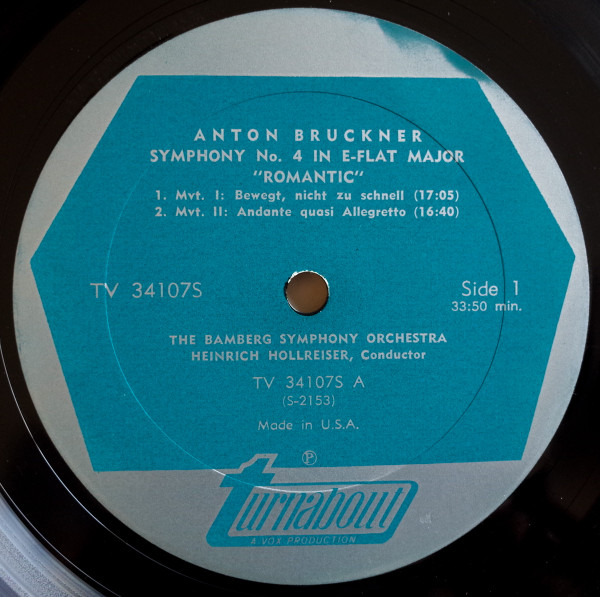 ANTON BRUCKNER
SYMPHONY No. 4 IN E-FLAT MAJOR
"ROMANTIC"
1. Mvt. I: Bewegt, nicht zu schnell (17:05)
2. Mvt. II: Andante quasi Allegretto (16:40)
TV 34107S
Side 1
33:50 min.
THE BAMBERG SYMPHONY ORCHESTRA
HEINRICH HOLLREISER, Conductor
TV 34107S A
(S-2153)
Made in U.S.A.
Ⓟ
turnabout
A VOX PRODUCTION